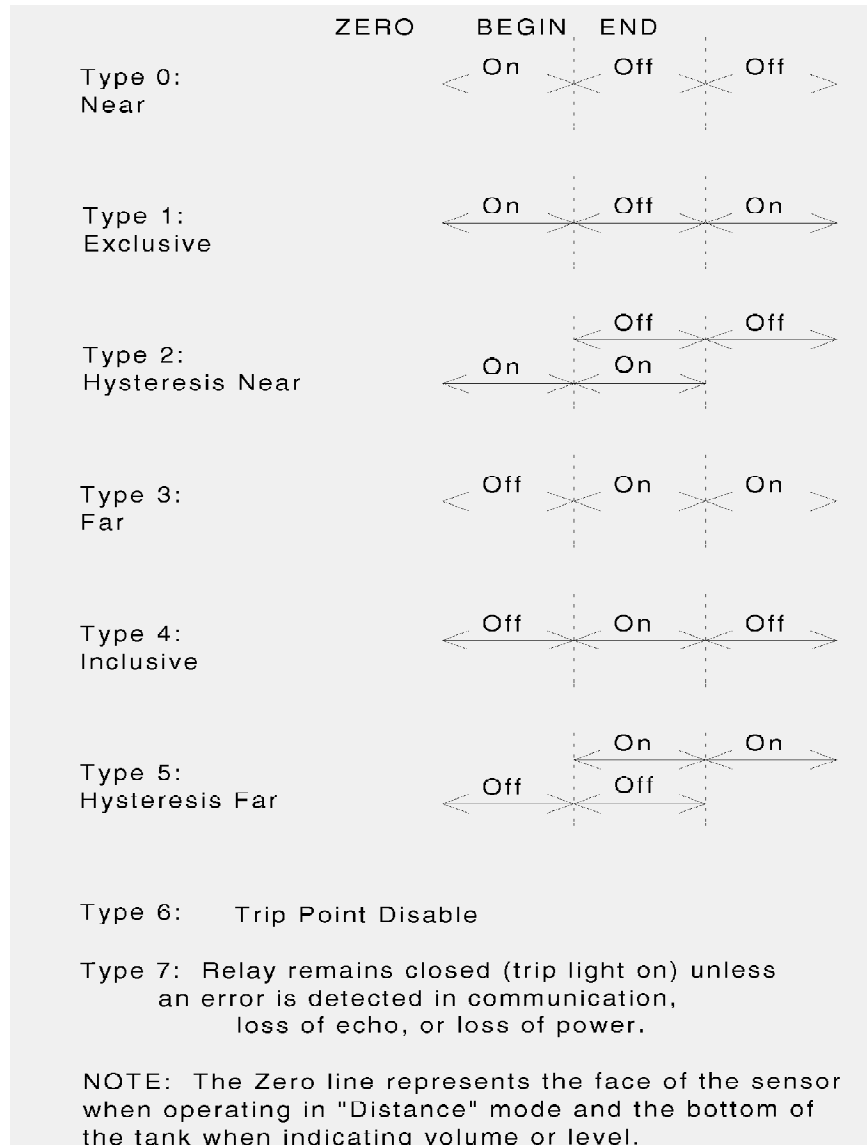 ZERO BEGIN END
Type 0: On Off Off
Near
Type 1: On Off On
Exclusive
Off Off
Type 2:
On On
Hysteresis Near
Type 3: Off On On
Far
Type 4: Off On Off
Inclusive
On On
Type 5:
Off Off
Hysteresis Far
Type 6: Trip Point Disable
Type 7: Relay remains closed (trip light on) unless
an error is detected in communication,
loss of echo, or loss of power.
NOTE: The Zero line represents the face of the sensor
when operating in "Distance" mode and the bottom of
the tank when indicating volume or level.